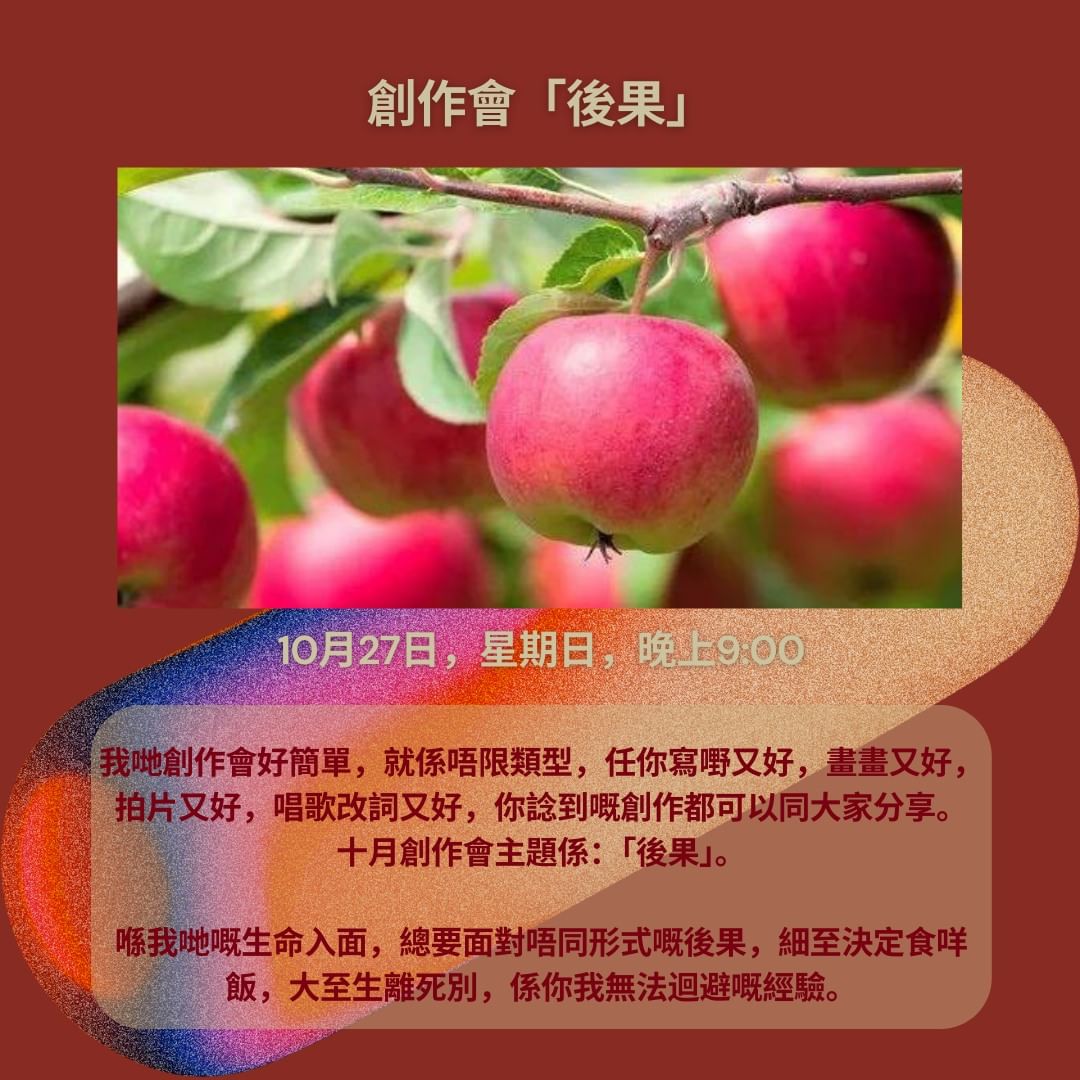 創作會「後果」
10月27日，星期日，晚上9:00
我哋創作會好簡單，就係唔限類型，任你寫嘢又好，畫畫又好，
拍片又好，唱歌改詞又好，你諗到嘅創作都可以同大家分享。
十月創作會主題係：「後果」。
喺我哋嘅生命入面，總要面對唔同形式嘅後果，細至決定食咩
飯，大至生離死別，係你我無法迴避嘅經驗。